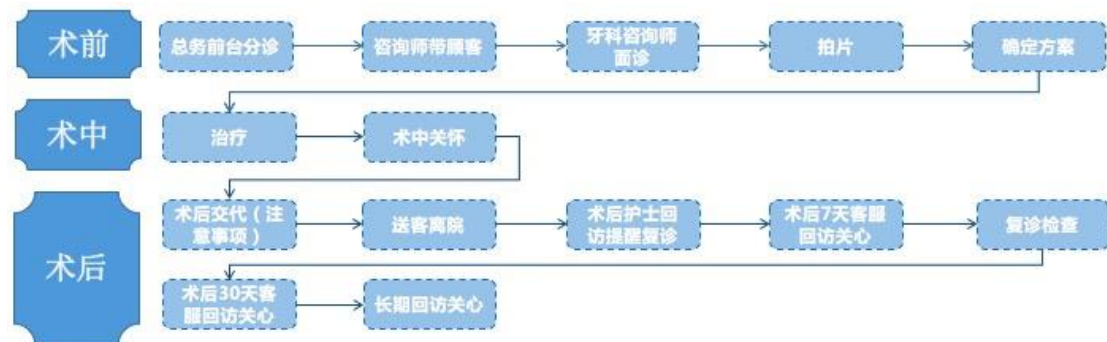 术前
总务前台分诊
咨询师带顾客
牙科咨询师
面诊
拍片
确定方案
术中
治疗
术中关怀
术后
术后交代（注
意事项）
送客离院
术后护士回
访提醒复诊
术后7天客服
回访关心
复诊检查
术后30天客
服回访关心
长期回访关心